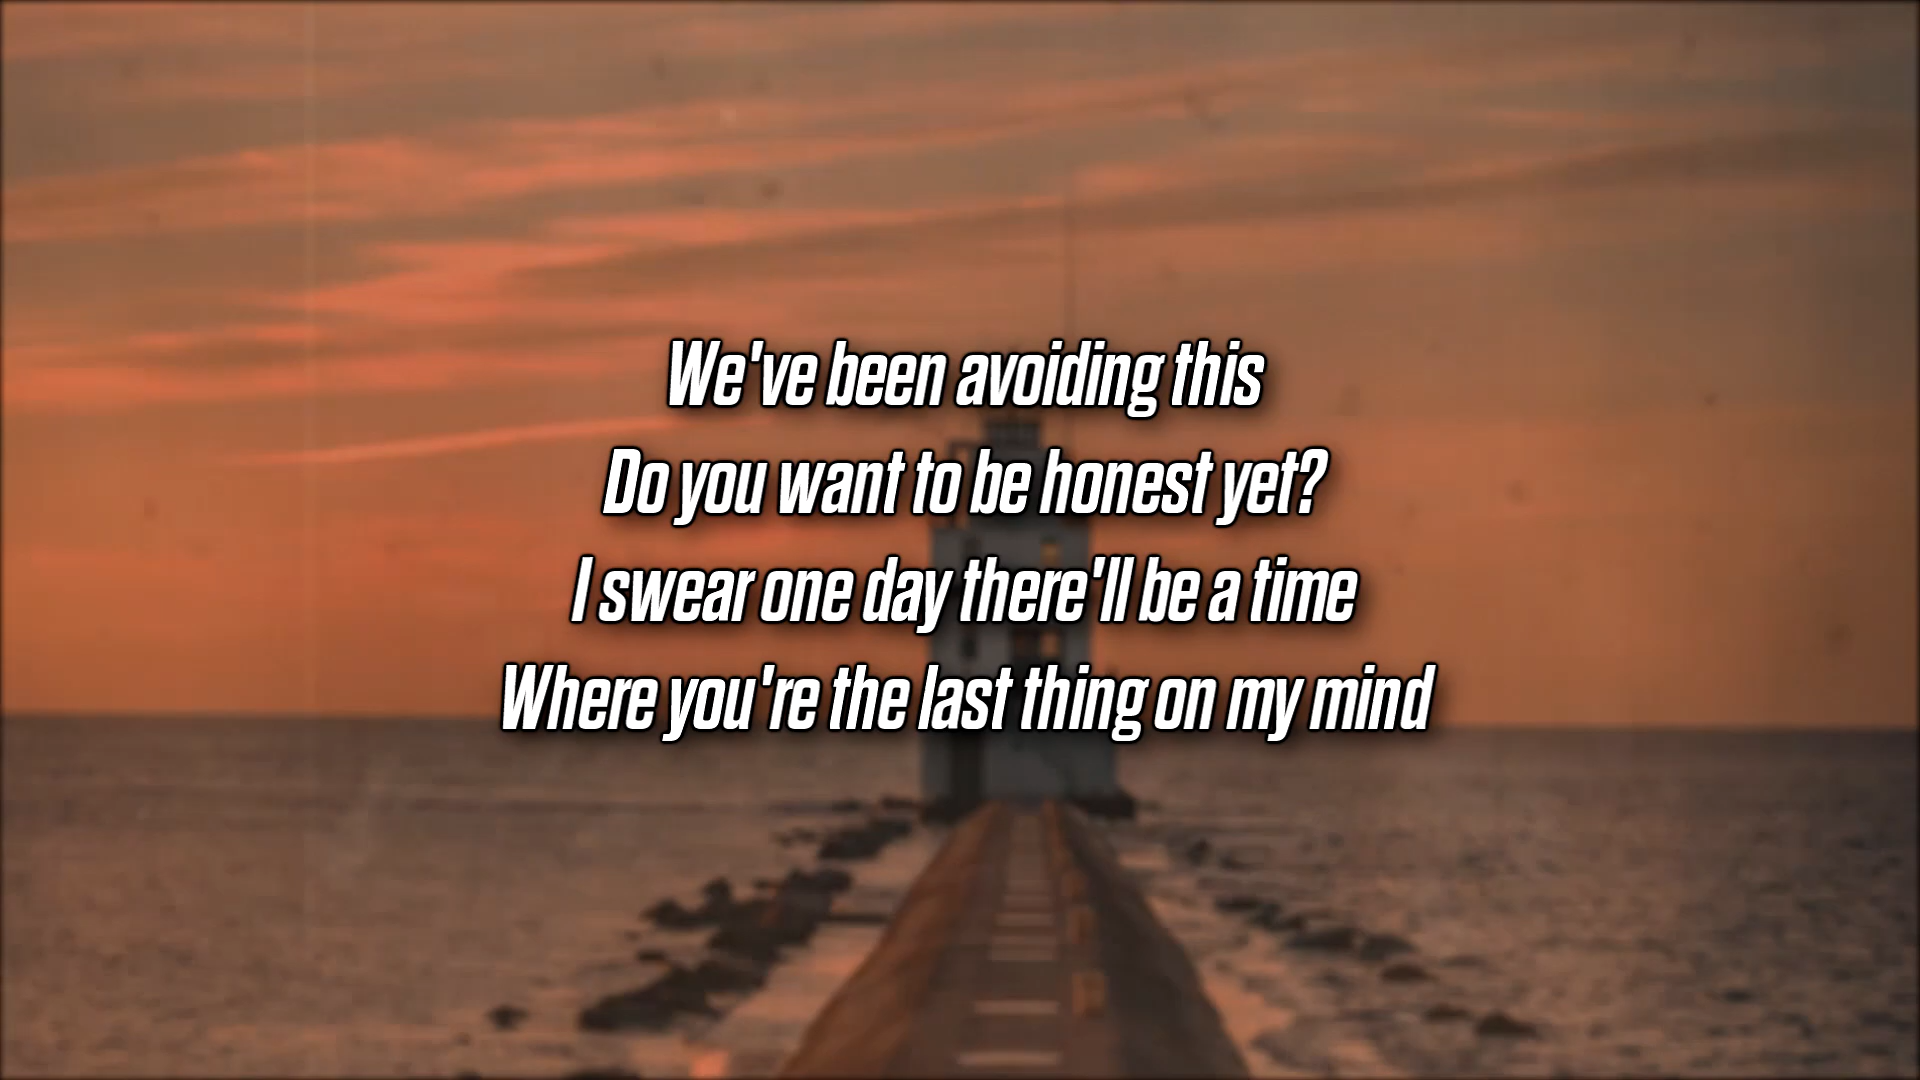 We've been avoiding this
Do you want to be honest yet?
I swear one day there'll be a time
Where you're the last thing on my mind